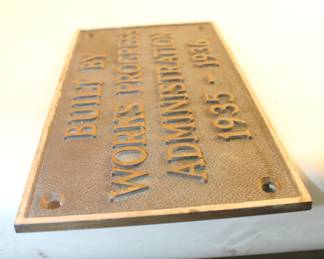 BUILT BY
WORKS PROGRESS
ADMINISTRATION
1935 - 1936